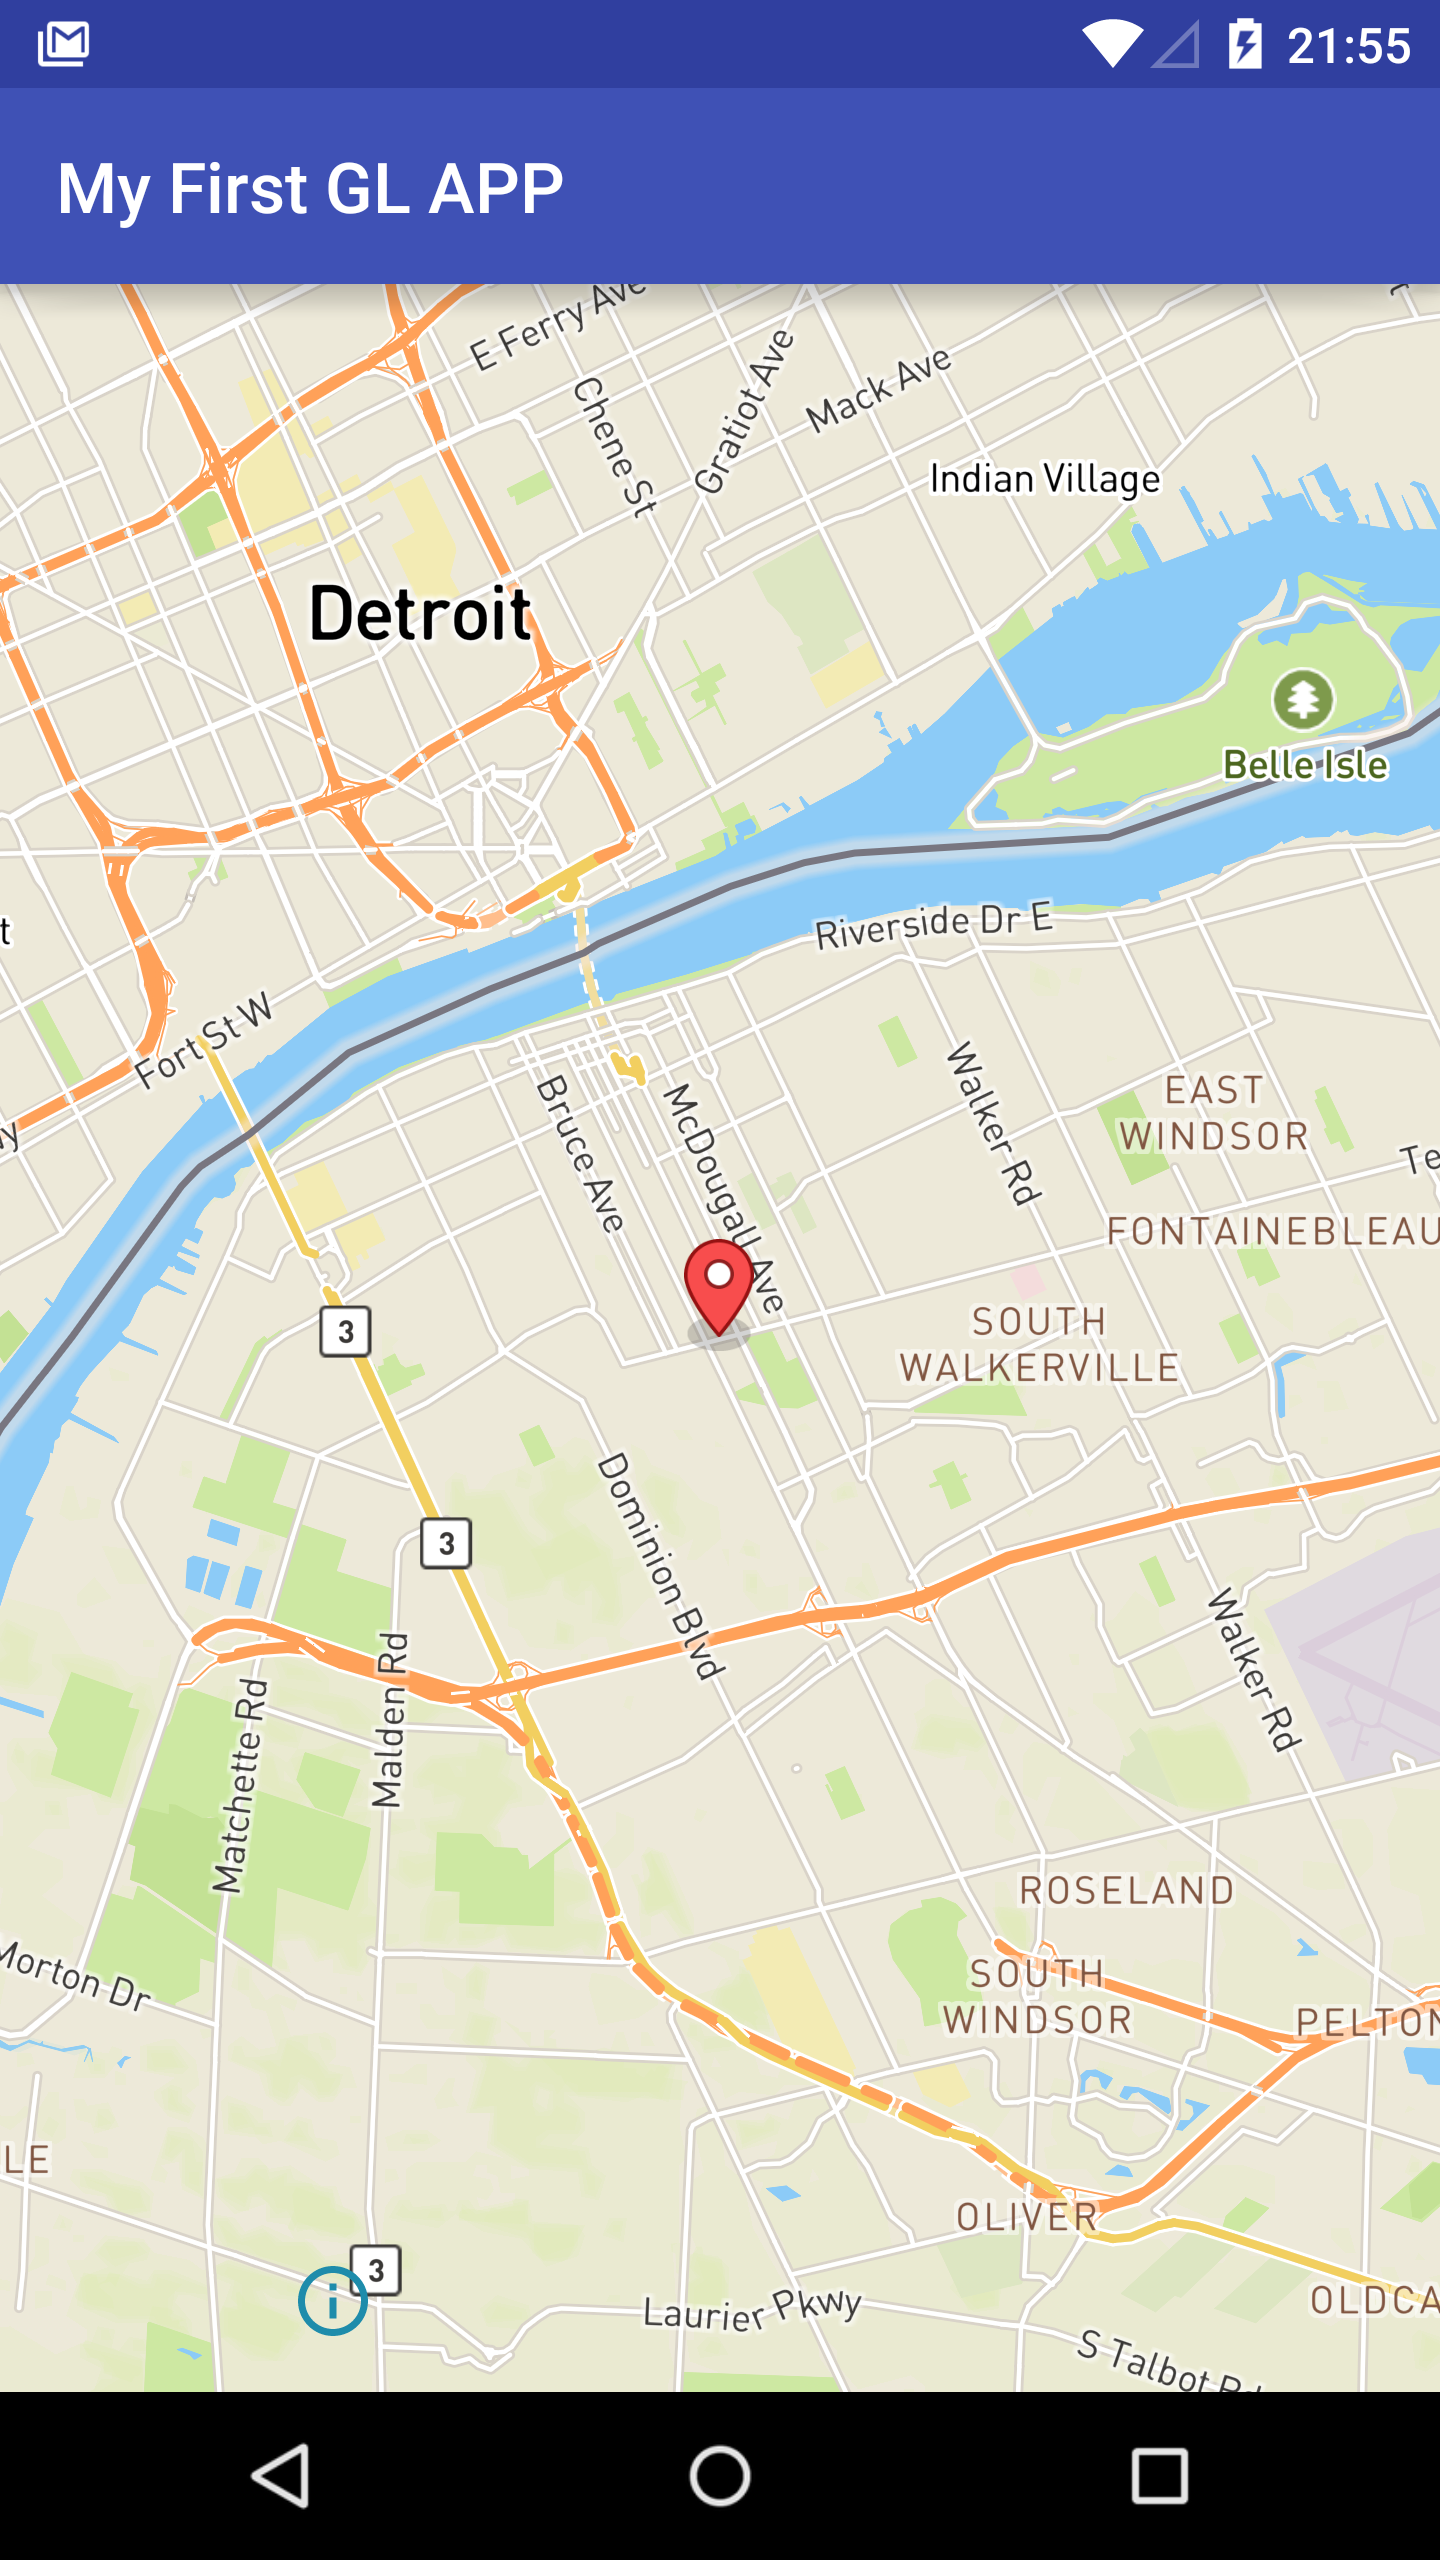 21:55
My First GL APP
E Ferry Ave
Chene St
Gratiot Ave
Mack Ave
Indian Village
Detroit
Belle Isle
t
Riverside Dr E
Fort St W
Bruce Ave
McDougall Ave
Walker Rd
EAST
WINDSOR
Te
FONTAINEBLEAU
SOUTH
WALKERVILLE
3
3
Dominion Blvd
Walker Rd
Malden Rd
Matchette Rd
ROSELAND
Morton Dr
SOUTH
WINDSOR
PELTON
LE
OLIVER
3
Laurier Pkwy
OLDCA
S Talbot Rd